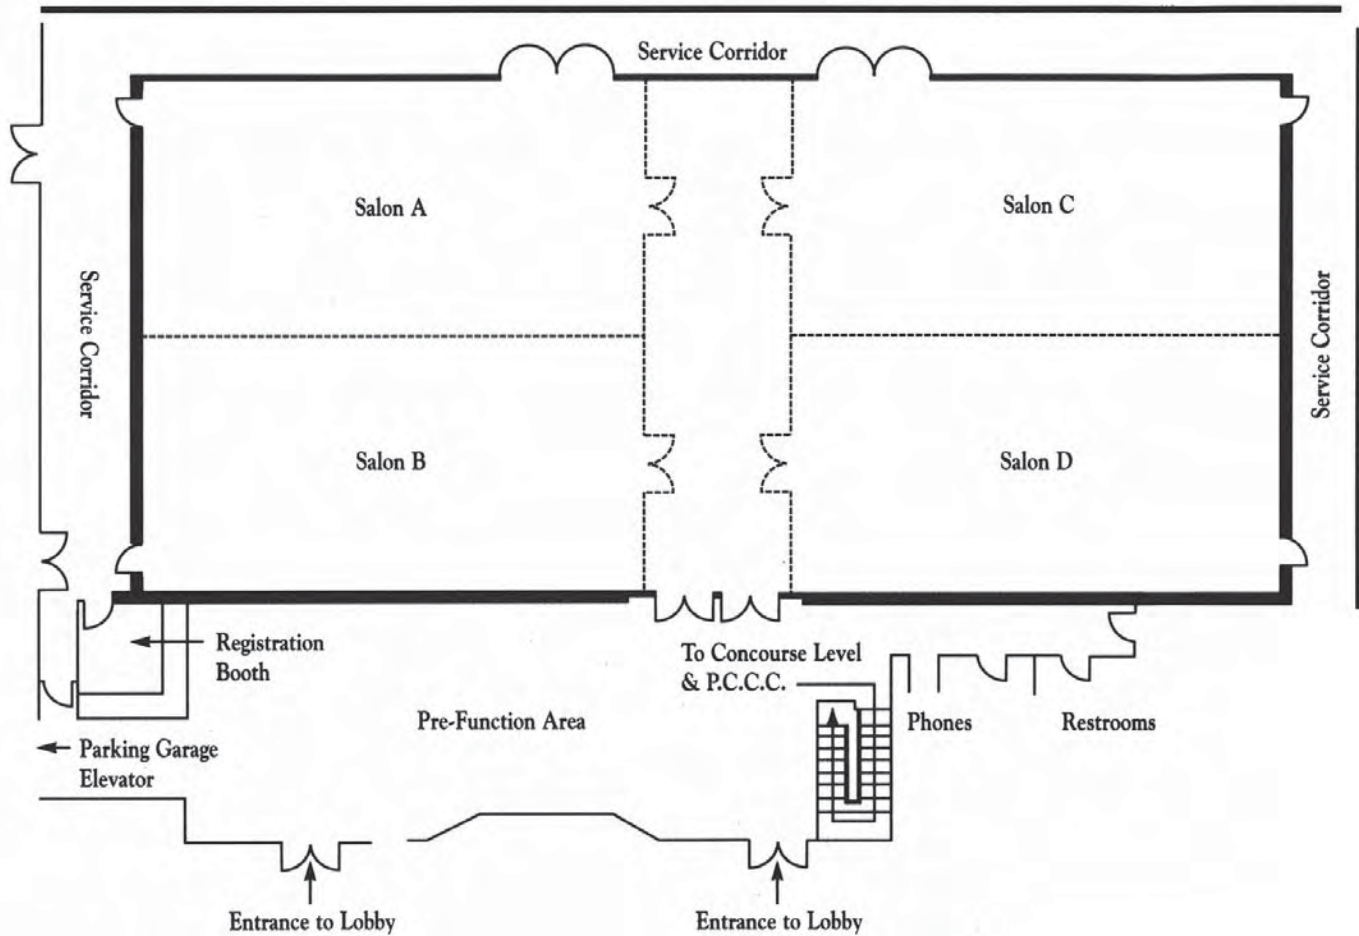 Service Corridor
Salon A
Salon C
Service Corridor
Service Corridor
Salon B
Salon D
Registration
Booth
To Concourse Level
& P.C.C.C.
Pre-Function Area
Phones
Restrooms
Parking Garage
Elevator
Entrance to Lobby
Entrance to Lobby